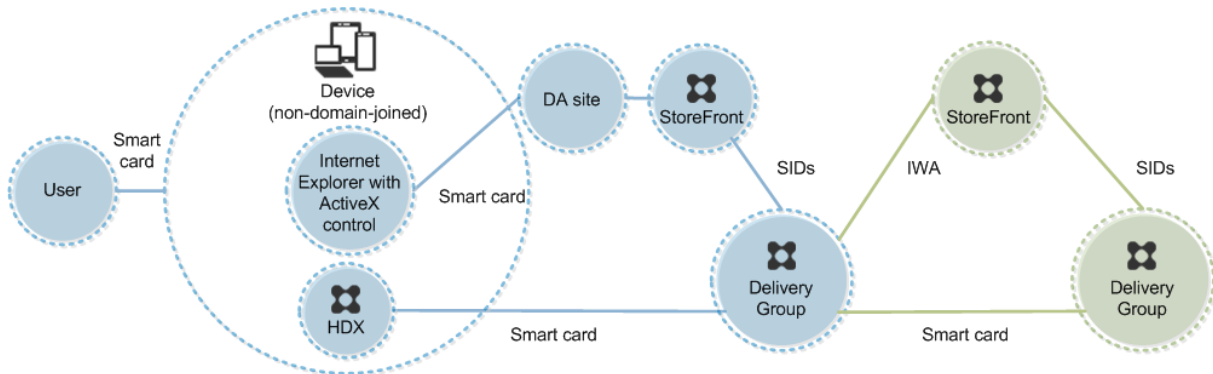 User
Smart
card
Device
(non-domain-joined)
Internet
Explorer with
ActiveX
control
HDX
Smart card
DA site
StoreFront
SIDs
Delivery
Group
Smart card
IWA
StoreFront
SIDs
Delivery
Group
Smart card